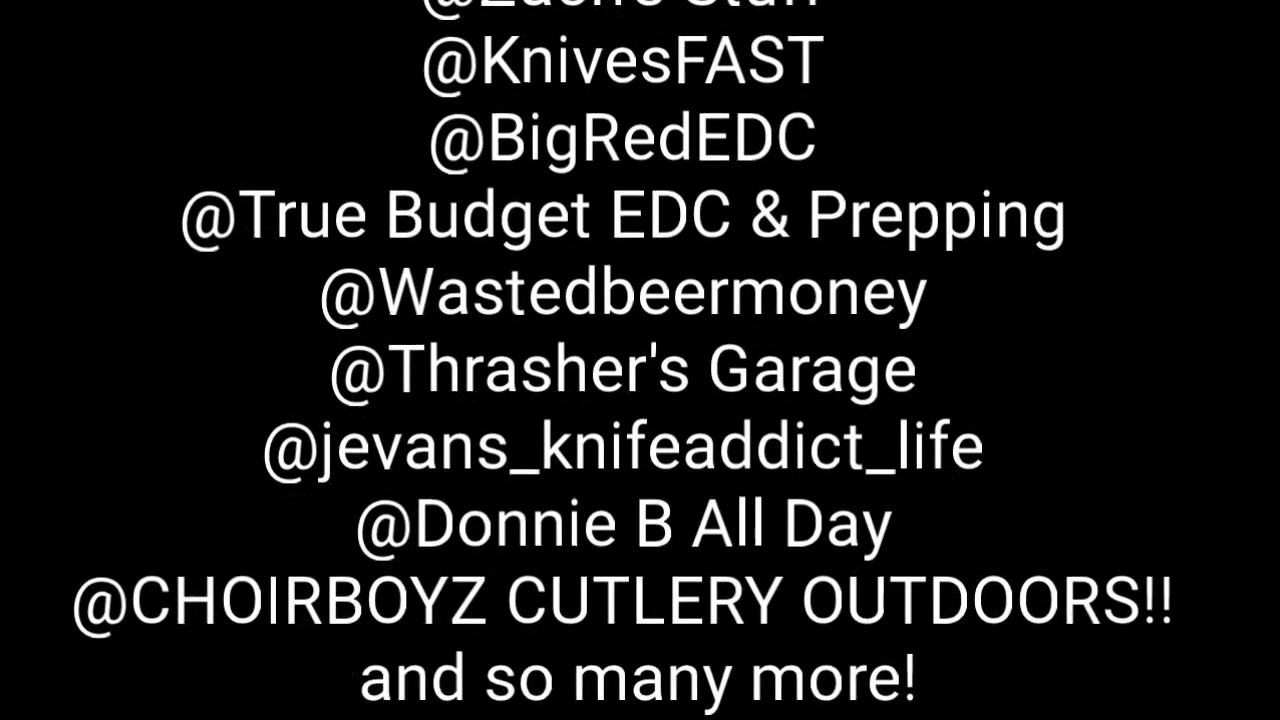 @KnivesFAST
@BigRedEDC
@True Budget EDC & Prepping
@Wastedbeermoney
@Thrasher's Garage
@jevans_knifeaddict_life
@Donnie B All Day
@CHOIRBOYZ CUTLERY OUTDOORS!!
and so many more!